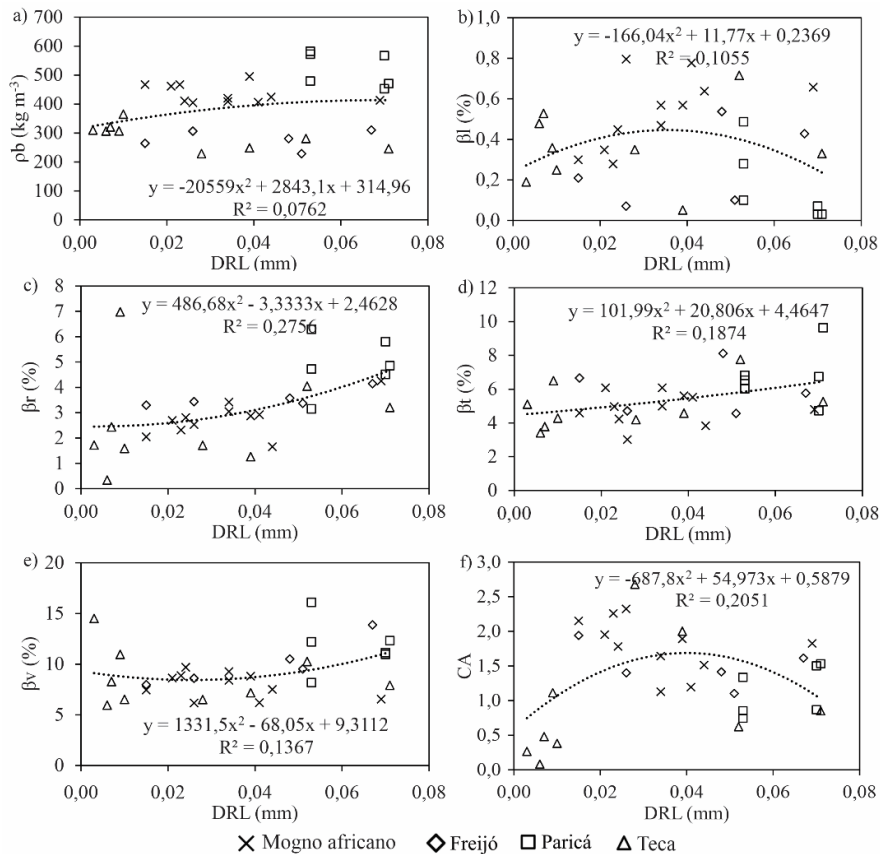 a)
ρb (kg m⁻³)
700
600
500
400
300
200
100
0
y = -20559x² + 2843,1x + 314,96
R² = 0,0762
0,00 0,02 0,04 0,06 0,08
DRL (mm)
b)
βl (%)
1,0
0,8
0,6
0,4
0,2
0,0
y = -166,04x² + 11,77x + 0,2369
R² = 0,1055
0,00 0,02 0,04 0,06 0,08
DRL (mm)
c)
βr (%)
8
7
6
5
4
3
2
1
0
y = 486,68x² - 3,3333x + 2,4628
R² = 0,2756
0,00 0,02 0,04 0,06 0,08
DRL (mm)
d)
βt (%)
12
10
8
6
4
2
0
y = 101,99x² + 20,806x + 4,4647
R² = 0,1874
0,00 0,02 0,04 0,06 0,08
DRL (mm)
e)
βv (%)
20
15
10
5
0
y = 1331,5x² - 68,05x + 9,3112
R² = 0,1367
0,00 0,02 0,04 0,06 0,08
DRL (mm)
f)
CA
3,0
2,5
2,0
1,5
1,0
0,5
0,0
y = -687,8x² + 54,973x + 0,5879
R² = 0,2051
0,00 0,02 0,04 0,06 0,08
DRL (mm)
Mogno africano Freijó Paricá Teca